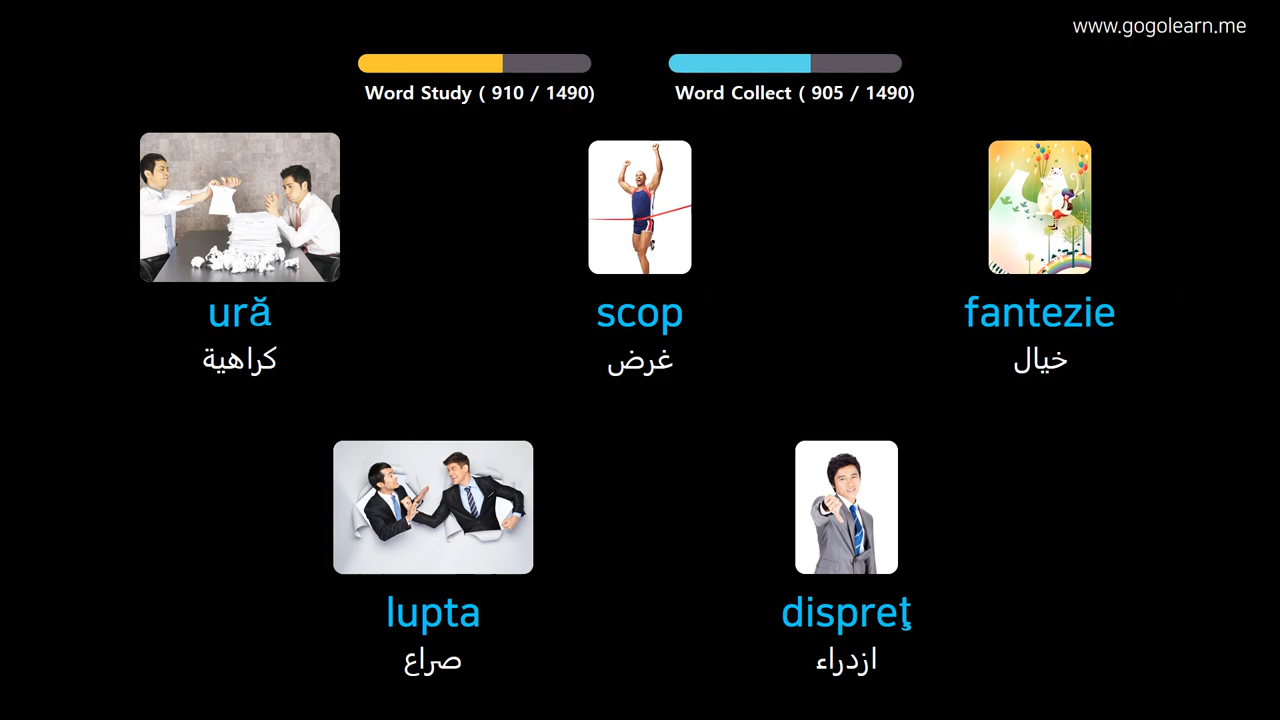 www.gogolearn.me
Word Study ( 910 / 1490)
Word Collect ( 905 / 1490)
ură
كراهية
scop
غرض
fantezie
خيال
lupta
صراع
dispreţ
ازدراء